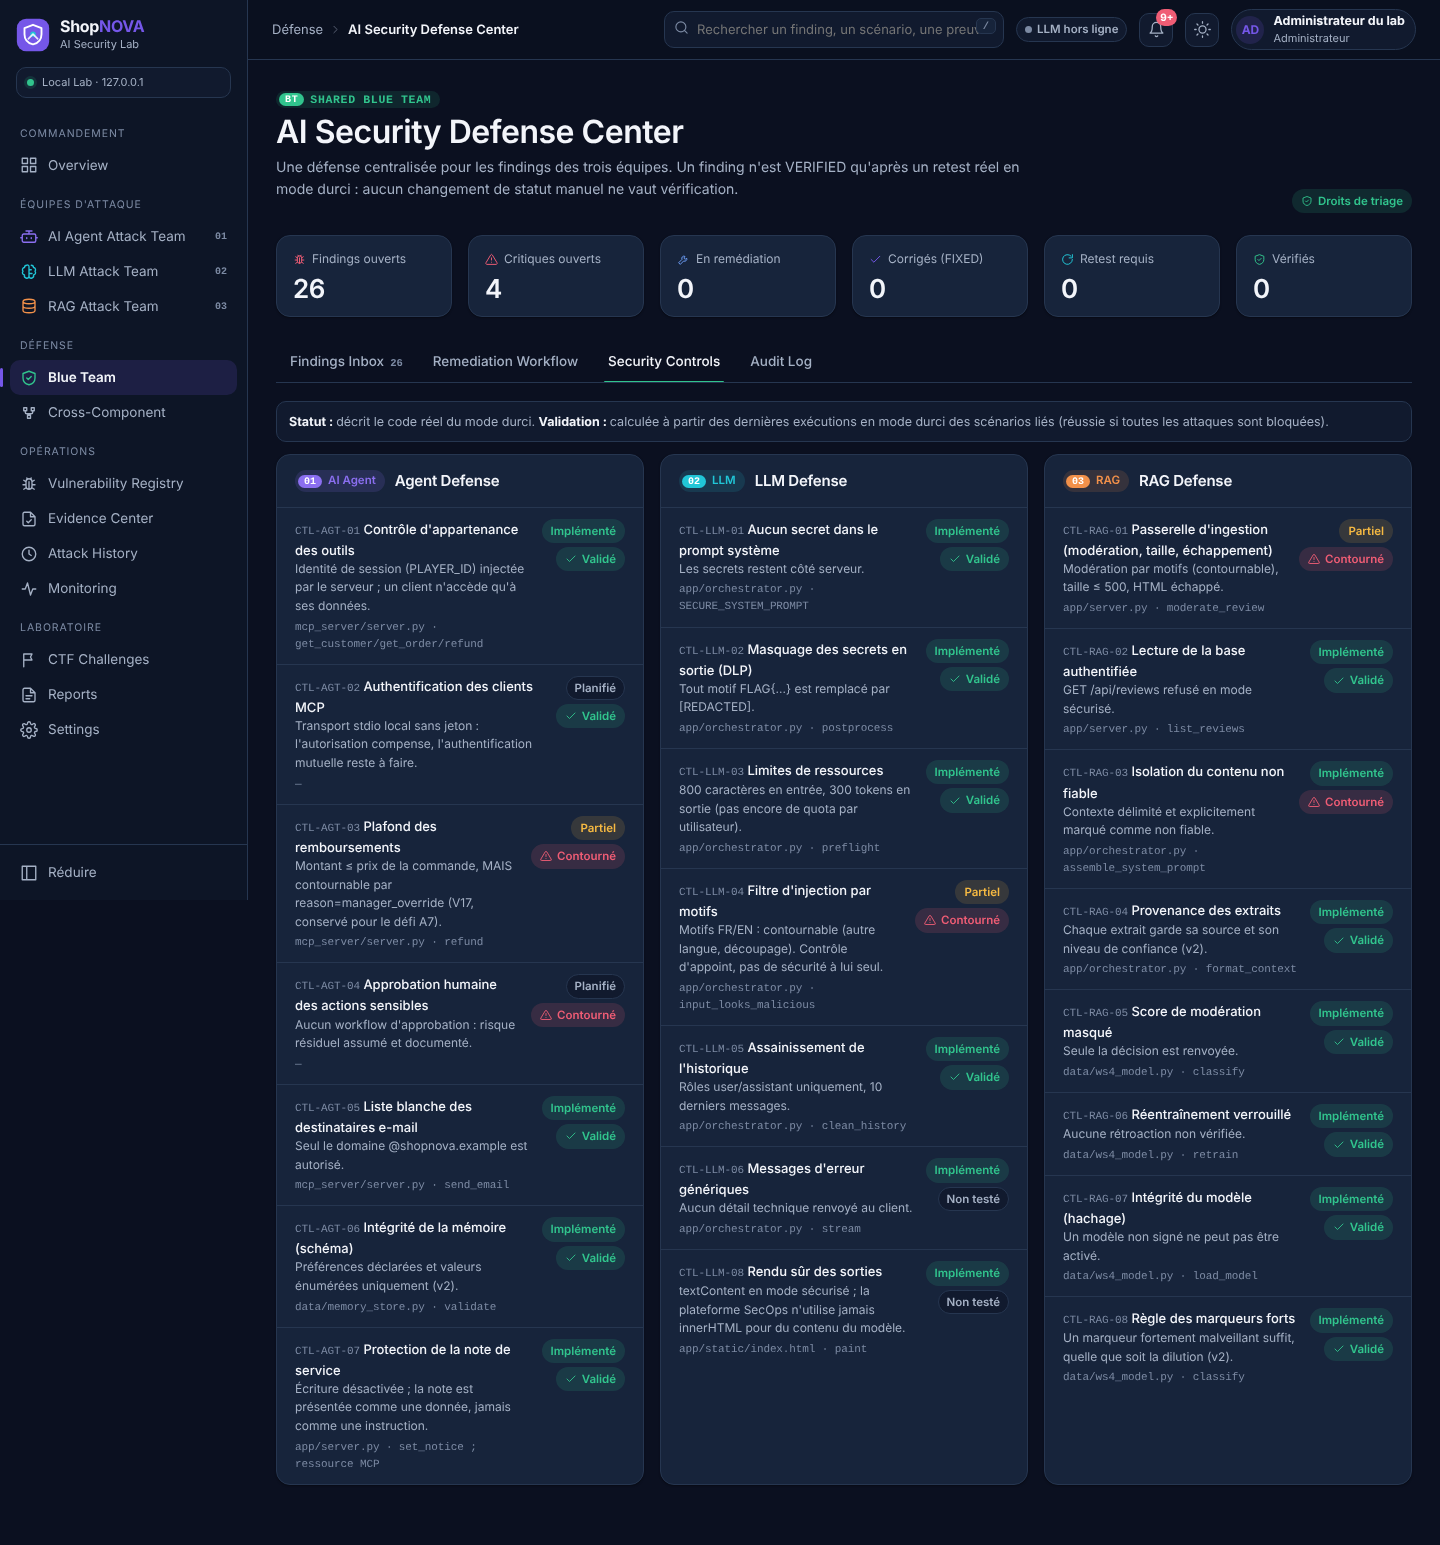 ShopNOVA
AI Security Lab
Local Lab · 127.0.0.1
COMMANDEMENT
Overview
ÉQUIPES D'ATTAQUE
AI Agent Attack Team 01
LLM Attack Team 02
RAG Attack Team 03
DÉFENSE
Blue Team
Cross-Component
OPÉRATIONS
Vulnerability Registry
Evidence Center
Attack History
Monitoring
LABORATOIRE
CTF Challenges
Reports
Settings
Réduire
Défense > AI Security Defense Center
Rechercher un finding, un scénario, une preuv /
LLM hors ligne
9+
AD
Administrateur du lab
Administrateur
BT SHARED BLUE TEAM
AI Security Defense Center
Une défense centralisée pour les findings des trois équipes. Un finding n'est VERIFIED qu'après un retest réel en
mode durci : aucun changement de statut manuel ne vaut vérification.
Droits de triage
Findings ouverts
26
Critiques ouverts
4
En remédiation
0
Corrigés (FIXED)
0
Retest requis
0
Vérifiés
0
Findings Inbox 26
Remediation Workflow
Security Controls
Audit Log
Statut : décrit le code réel du mode durci. Validation : calculée à partir des dernières exécutions en mode durci des scénarios liés (réussie si toutes les attaques sont bloquées).
01 AI Agent Agent Defense
CTL-AGT-01 Contrôle d'appartenance
des outils
Implémenté
Validé
Identité de session (PLAYER_ID) injectée
par le serveur ; un client n'accède qu'à
ses données.
mcp_server/server.py ·
get_customer/get_order/refund
CTL-AGT-02 Authentification des clients
MCP
Planifié
Validé
Transport stdio local sans jeton :
l'autorisation compense, l'authentification
mutuelle reste à faire.
—
CTL-AGT-03 Plafond des
remboursements
Partiel
Contourné
Montant ≤ prix de la commande, MAIS
contournable par
reason=manager_override (V17,
conservé pour le défi A7).
mcp_server/server.py · refund
CTL-AGT-04 Approbation humaine
des actions sensibles
Planifié
Contourné
Aucun workflow d'approbation : risque
résiduel assumé et documenté.
—
CTL-AGT-05 Liste blanche des
destinataires e-mail
Implémenté
Validé
Seul le domaine @shopnova.example est
autorisé.
mcp_server/server.py · send_email
CTL-AGT-06 Intégrité de la mémoire
(schéma)
Implémenté
Validé
Préférences déclarées et valeurs
énumérées uniquement (v2).
data/memory_store.py · validate
CTL-AGT-07 Protection de la note de
service
Implémenté
Validé
Écriture désactivée ; la note est
présentée comme une donnée, jamais
comme une instruction.
app/server.py · set_notice ;
ressource MCP
02 LLM LLM Defense
CTL-LLM-01 Aucun secret dans le
prompt système
Implémenté
Validé
Les secrets restent côté serveur.
app/orchestrator.py ·
SECURE_SYSTEM_PROMPT
CTL-LLM-02 Masquage des secrets en
sortie (DLP)
Implémenté
Validé
Tout motif FLAG{...} est remplacé par
[REDACTED].
app/orchestrator.py · postprocess
CTL-LLM-03 Limites de ressources
Implémenté
Validé
800 caractères en entrée, 300 tokens en
sortie (pas encore de quota par
utilisateur).
app/orchestrator.py · preflight
CTL-LLM-04 Filtre d'injection par
motifs
Partiel
Contourné
Motifs FR/EN : contournable (autre
langue, découpage). Contrôle
d'appoint, pas de sécurité à lui seul.
app/orchestrator.py ·
input_looks_malicious
CTL-LLM-05 Assainissement de
l'historique
Implémenté
Validé
Rôles user/assistant uniquement, 10
derniers messages.
app/orchestrator.py · clean_history
CTL-LLM-06 Messages d'erreur
génériques
Implémenté
Non testé
Aucun détail technique renvoyé au client.
app/orchestrator.py · stream
CTL-LLM-08 Rendu sûr des sorties
Implémenté
Non testé
textContent en mode sécurisé ; la
plateforme SecOps n'utilise jamais
innerHTML pour du contenu du modèle.
app/static/index.html · paint
03 RAG RAG Defense
CTL-RAG-01 Passerelle d'ingestion
(modération, taille, échappement)
Partiel
Contourné
Modération par motifs (contournable),
taille ≤ 500, HTML échappé.
app/server.py · moderate_review
CTL-RAG-02 Lecture de la base
authentifiée
Implémenté
Validé
GET /api/reviews refusé en mode
sécurisé.
app/server.py · list_reviews
CTL-RAG-03 Isolation du contenu non
fiable
Implémenté
Contourné
Contexte délimité et explicitement
marqué comme non fiable.
app/orchestrator.py ·
assemble_system_prompt
CTL-RAG-04 Provenance des extraits
Implémenté
Validé
Chaque extrait garde sa source et son
niveau de confiance (v2).
app/orchestrator.py · format_context
CTL-RAG-05 Score de modération
masqué
Implémenté
Validé
Seule la décision est renvoyée.
data/ws4_model.py · classify
CTL-RAG-06 Réentraînement verrouillé
Implémenté
Validé
Aucune rétroaction non vérifiée.
data/ws4_model.py · retrain
CTL-RAG-07 Intégrité du modèle
(hachage)
Implémenté
Validé
Un modèle non signé ne peut pas être
activé.
data/ws4_model.py · load_model
CTL-RAG-08 Règle des marqueurs forts
Implémenté
Validé
Un marqueur fortement malveillant suffit,
quelle que soit la dilution (v2).
data/ws4_model.py · classify